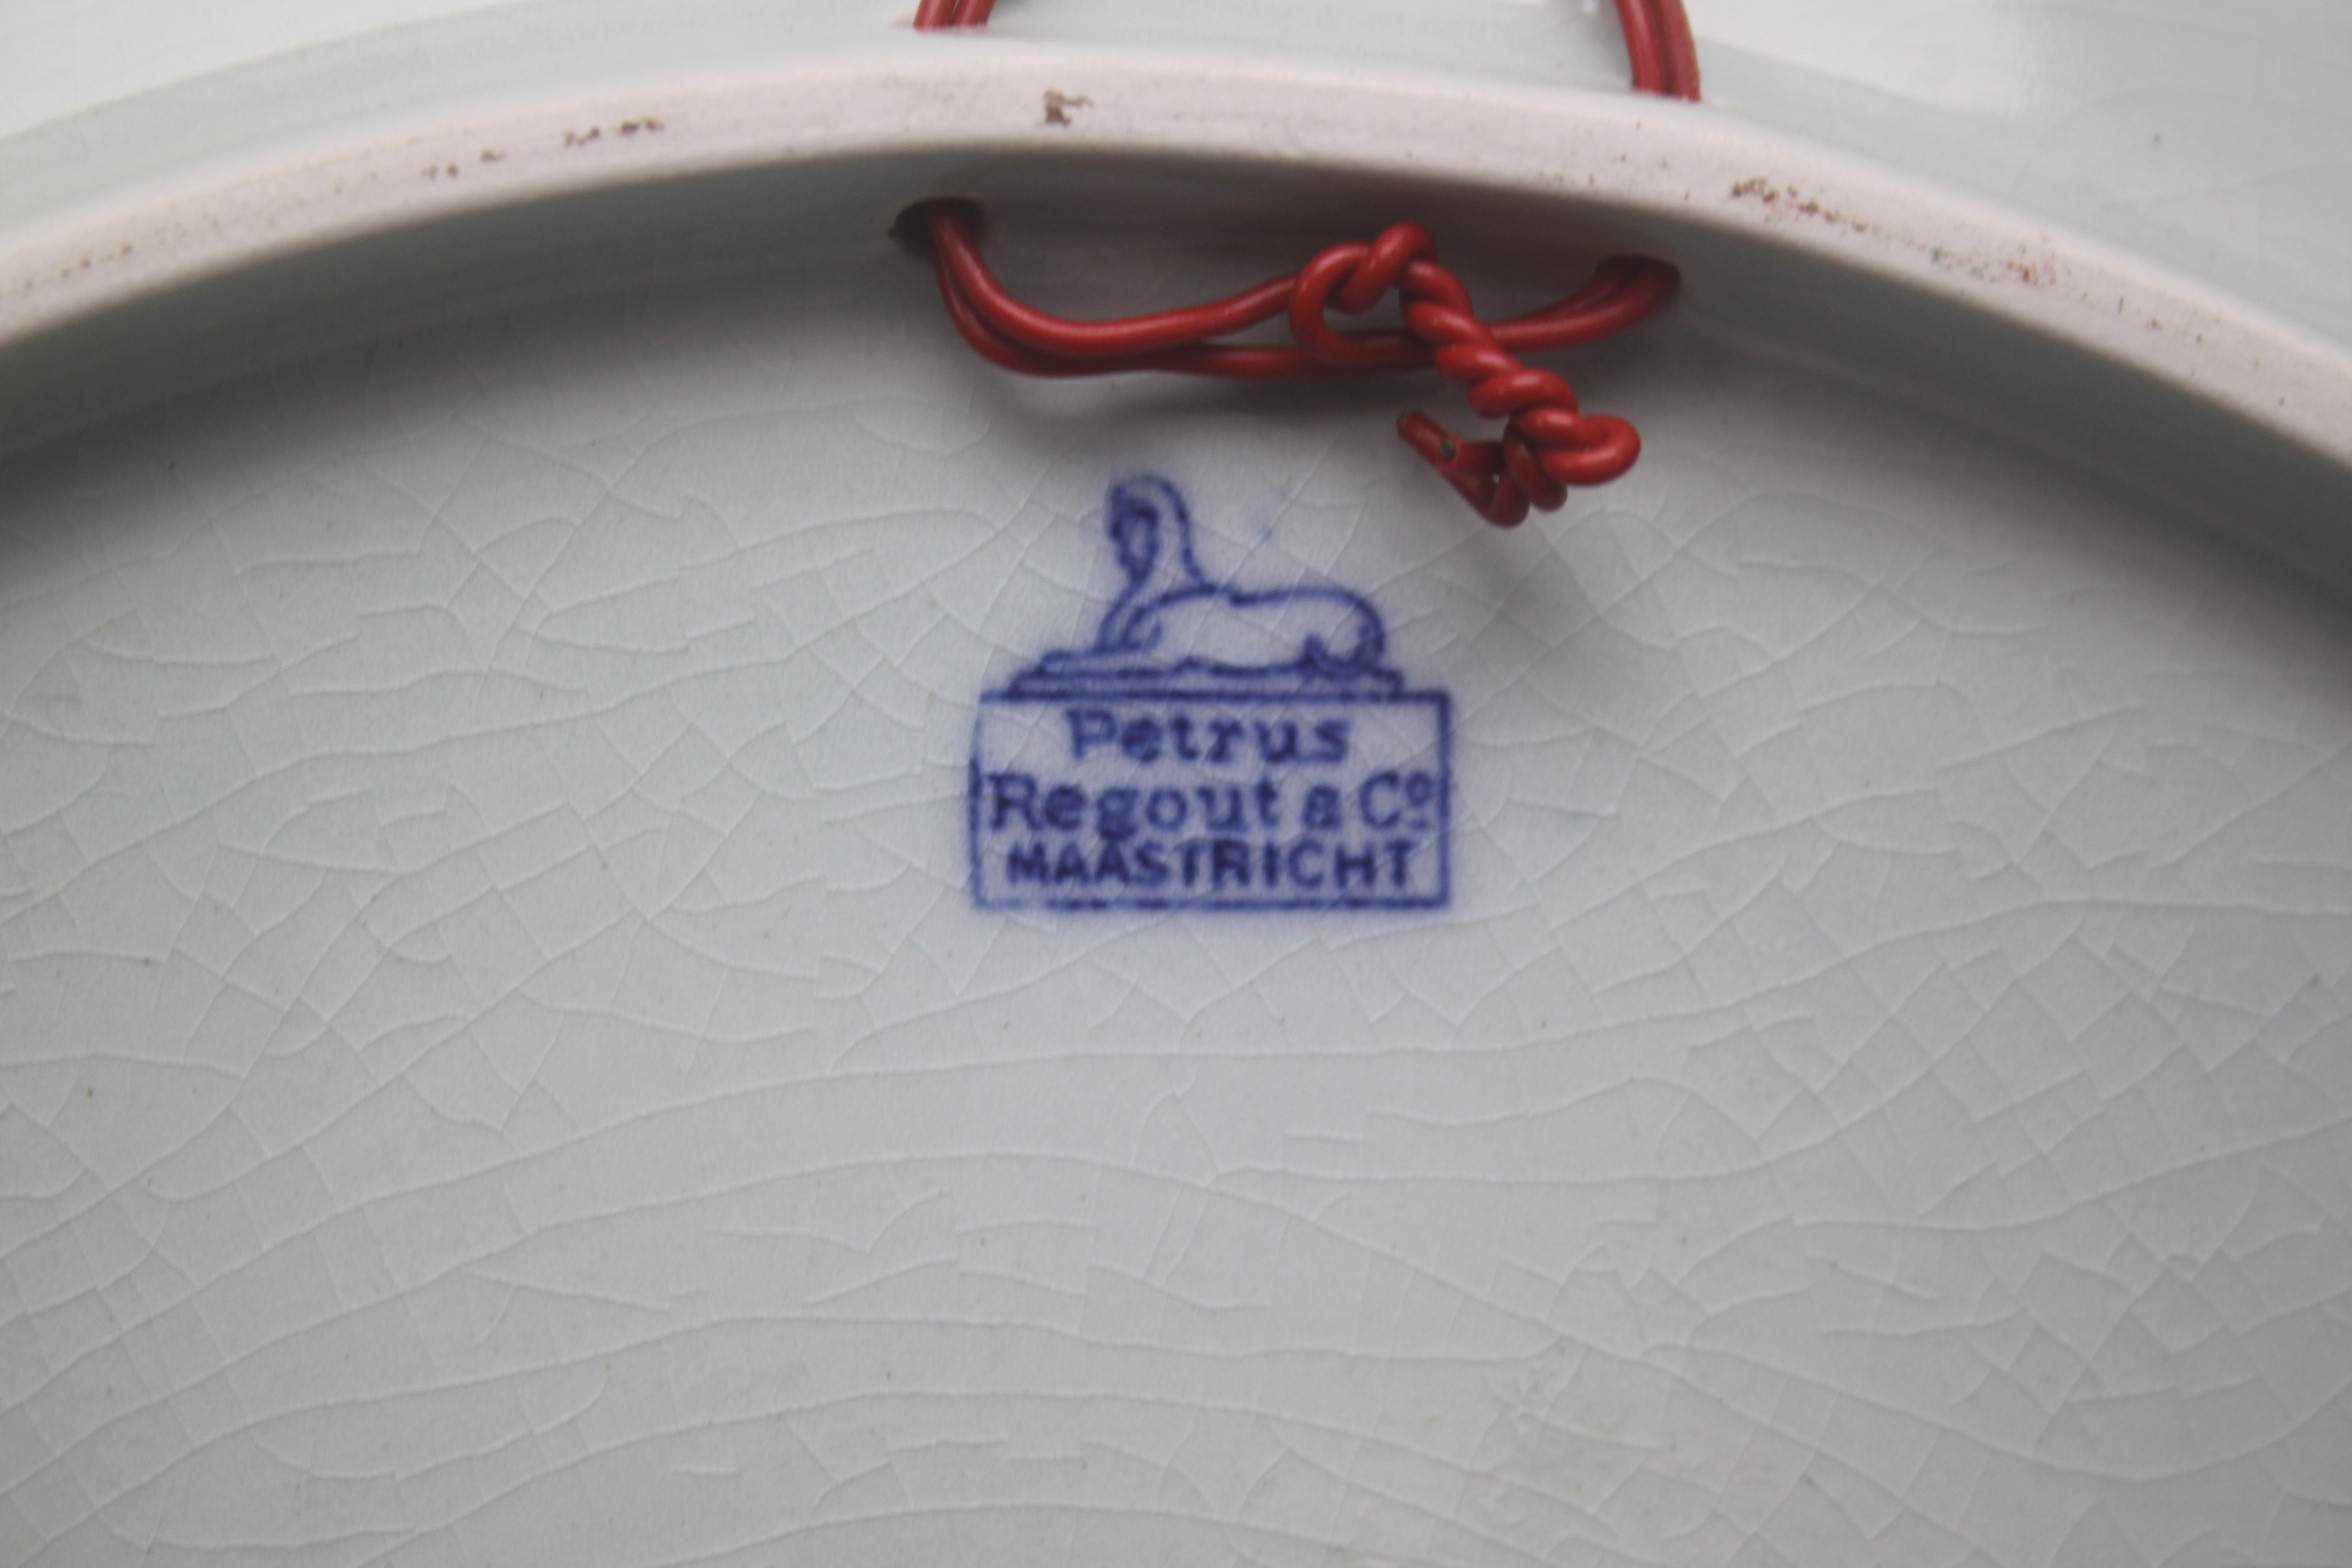 Petrus
Regout & Cº
MAASTRICHT